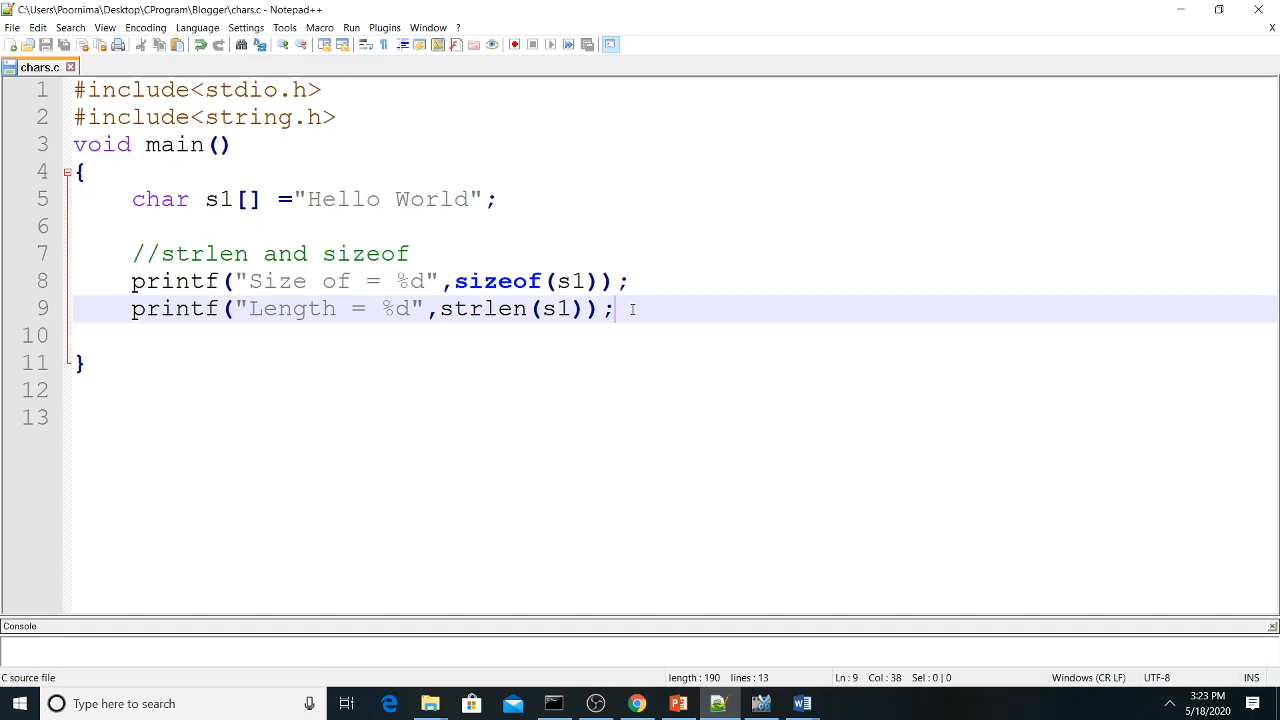 C:\Users\Poornima\Desktop\CProgram\Blogger\chars.c - Notepad++
File Edit Search View Encoding Language Settings Tools Macro Run Plugins Window ?
X
chars.c
1 #include<stdio.h>
2 #include<string.h>
3 void main()
4 {
5 char s1[] ="Hello World";
6
7 //strlen and sizeof
8 printf("Size of = %d",sizeof(s1));
9 printf("Length = %d",strlen(s1));
10
11 }
12
13
Console
C source file length : 190 lines : 13 Ln : 9 Col : 38 Sel : 0 | 0 Windows (CR LF) UTF-8 INS
Type here to search
3:23 PM
5/18/2020